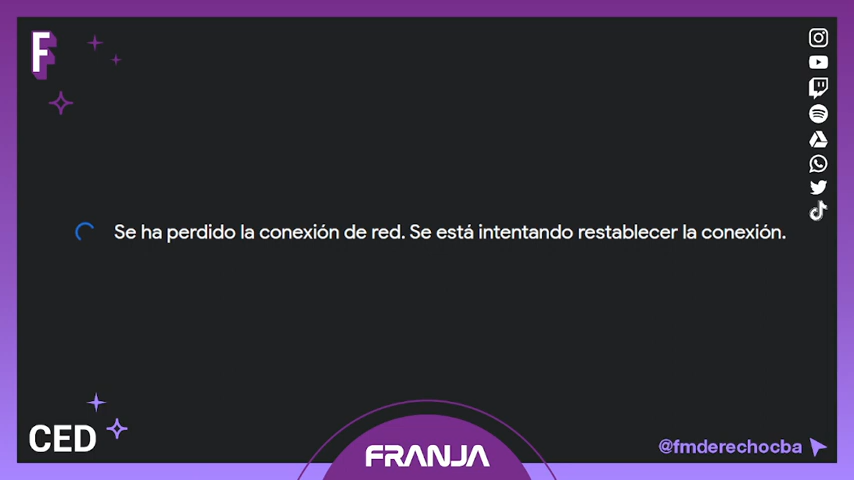 F
Se ha perdido la conexión de red. Se está intentando restablecer la conexión.
CED
FRANJA
@fmderechocba